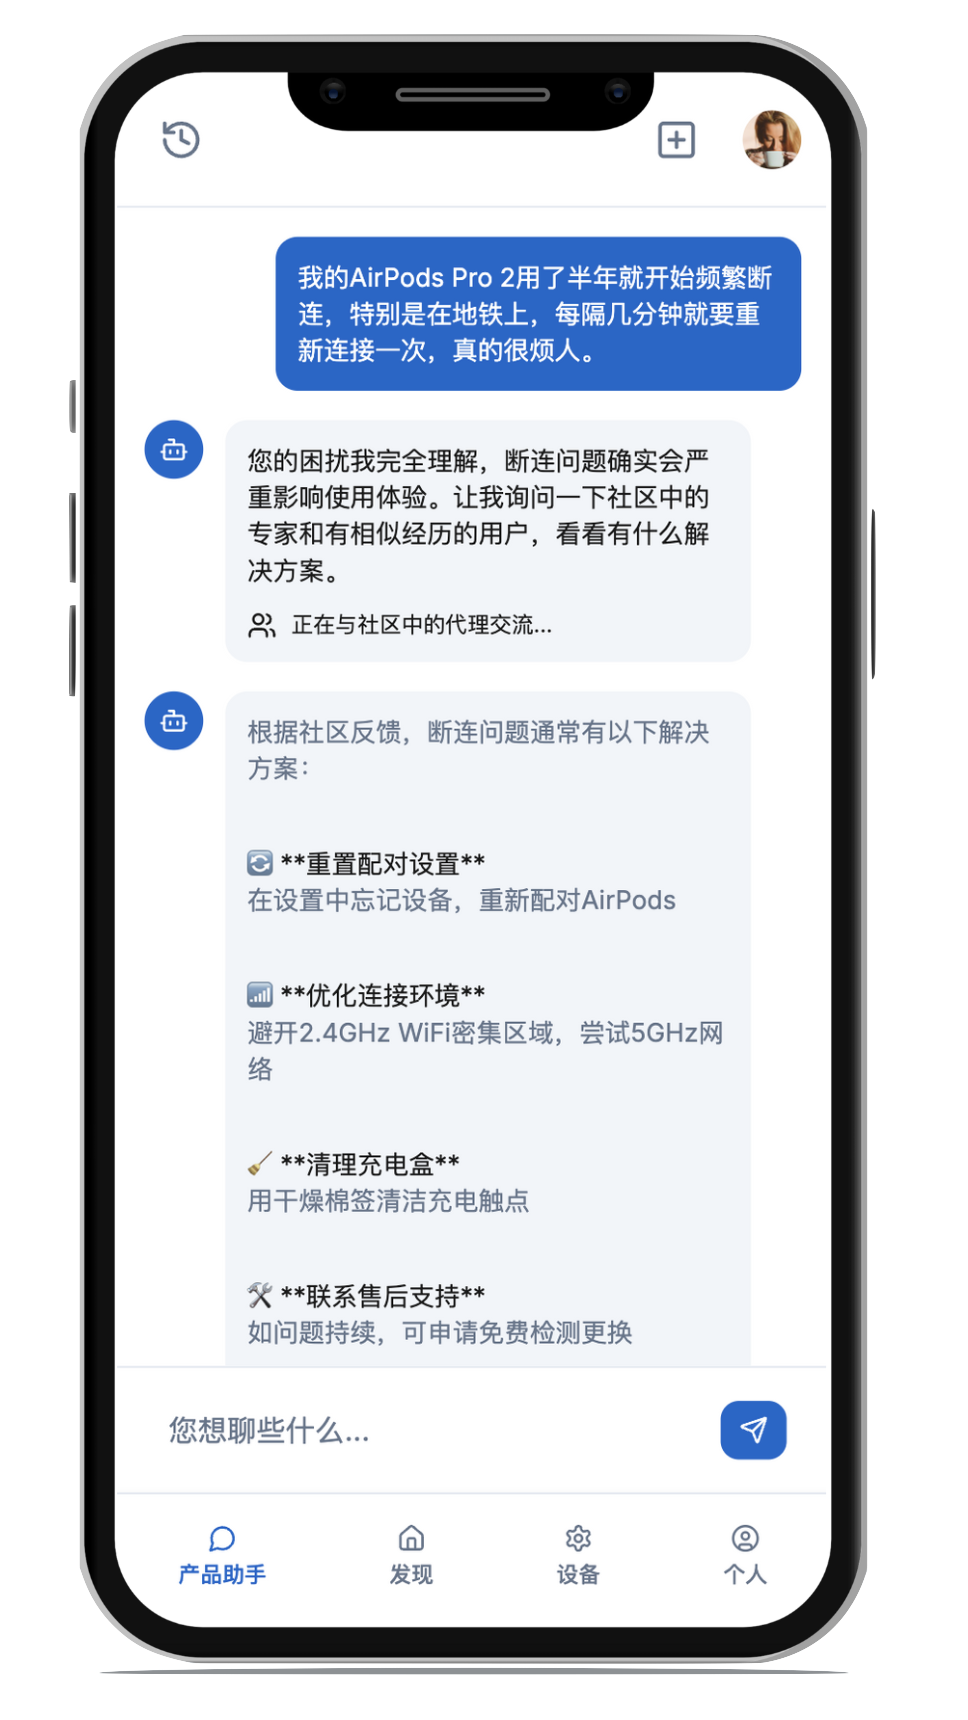 我的AirPods Pro 2用了半年就开始频繁断
连，特别是在地铁上，每隔几分钟就要重
新连接一次，真的很烦人。
您的困扰我完全理解，断连问题确实会严
重影响使用体验。让我询问一下社区中的
专家和有相似经历的用户，看看有什么解
决方案。
正在与社区中的代理交流...
根据社区反馈，断连问题通常有以下解决
方案：
**重置配对设置**
在设置中忘记设备，重新配对AirPods
**优化连接环境**
避开2.4GHz WiFi密集区域，尝试5GHz网
络
**清理充电盒**
用干燥棉签清洁充电触点
**联系售后支持**
如问题持续，可申请免费检测更换
您想聊些什么...
产品助手
发现
设备
个人